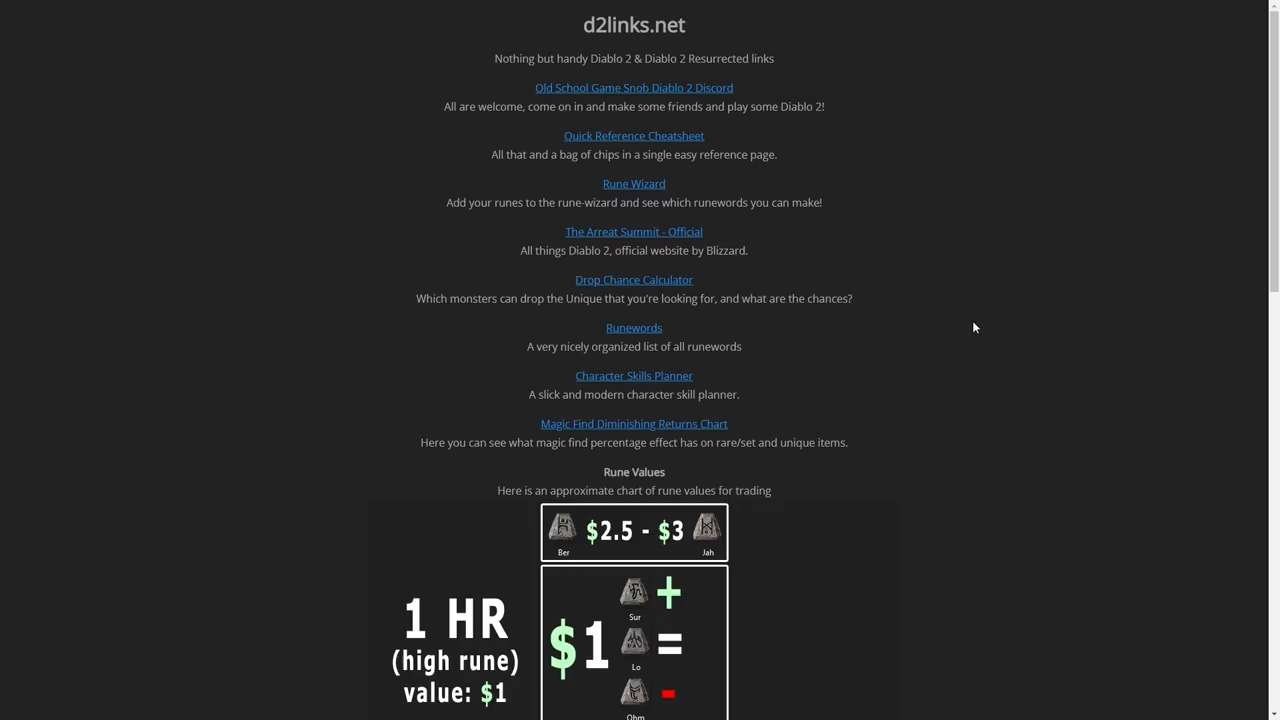 d2links.net
Nothing but handy Diablo 2 & Diablo 2 Resurrected links
Old School Game Snob Diablo 2 Discord
All are welcome, come on in and make some friends and play some Diablo 2!
Quick Reference Cheatsheet
All that and a bag of chips in a single easy reference page.
Rune Wizard
Add your runes to the rune-wizard and see which runewords you can make!
The Arreat Summit - Official
All things Diablo 2, official website by Blizzard.
Drop Chance Calculator
Which monsters can drop the Unique that you're looking for, and what are the chances?
Runewords
A very nicely organized list of all runewords
Character Skills Planner
A slick and modern character skill planner.
Magic Find Diminishing Returns Chart
Here you can see what magic find percentage effect has on rare/set and unique items.
Rune Values
Here is an approximate chart of rune values for trading
$2.5 - $3
Ber Jah
1 HR
(high rune)
value: $1
$1
+
Sur
=
Lo
-
Ohm